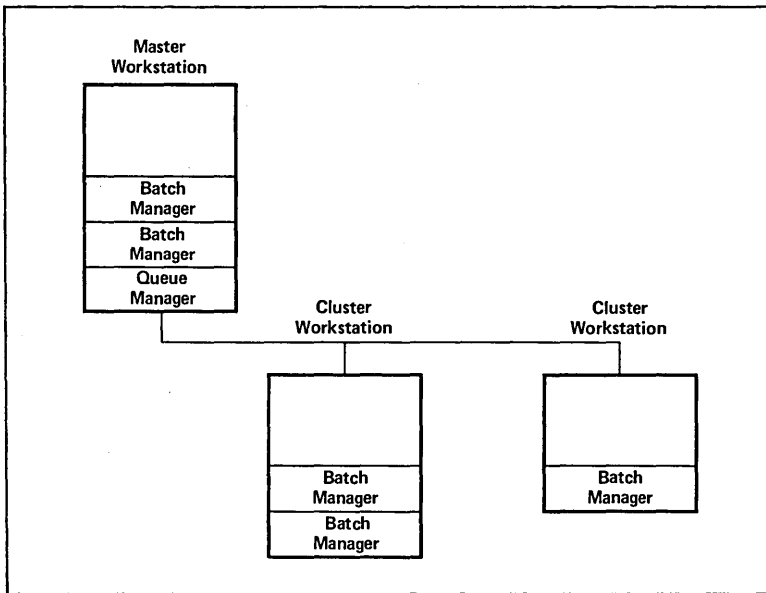 Master
Workstation
Batch
Manager
Batch
Manager
Queue
Manager
Cluster
Workstation
Cluster
Workstation
Batch
Manager
Batch
Manager
Batch
Manager